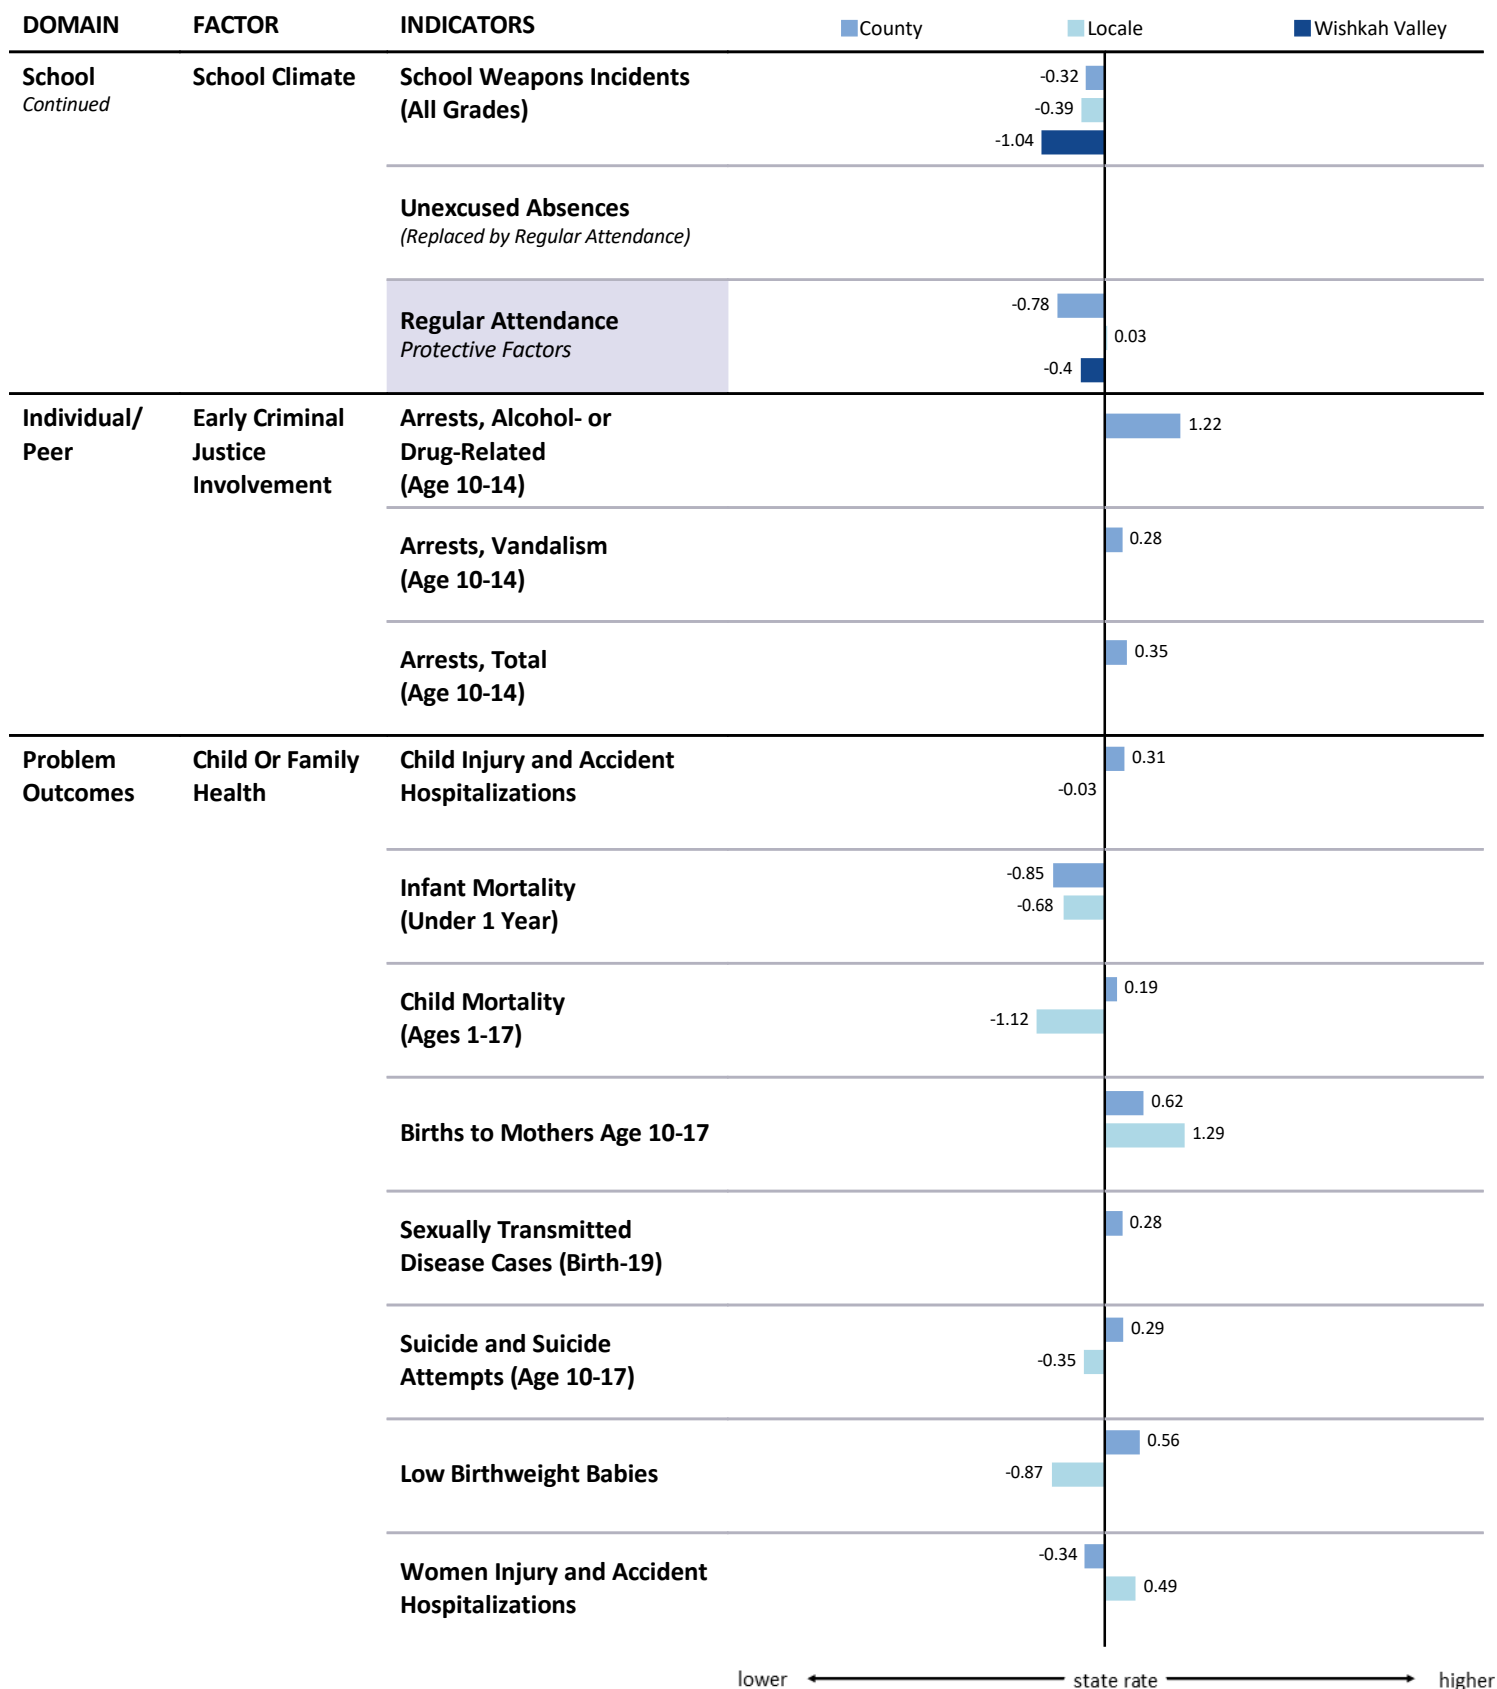 DOMAIN FACTOR INDICATORS County Locale Wishkah Valley
School School Climate School Weapons Incidents -0.32
Continued (All Grades) -0.39
-1.04
Unexcused Absences
(Replaced by Regular Attendance)
-0.78
Regular Attendance 0.03
Protective Factors -0.4
Individual/ Early Criminal Arrests, Alcohol- or 1.22
Peer Justice Drug-Related
Involvement (Age 10-14)
Arrests, Vandalism 0.28
(Age 10-14)
Arrests, Total 0.35
(Age 10-14)
Problem Child Or Family Child Injury and Accident 0.31
Outcomes Health Hospitalizations -0.03
Infant Mortality -0.85
(Under 1 Year) -0.68
Child Mortality 0.19
(Ages 1-17) -1.12
0.62
Births to Mothers Age 10-17 1.29
Sexually Transmitted 0.28
Disease Cases (Birth-19)
Suicide and Suicide 0.29
Attempts (Age 10-17) -0.35
0.56
Low Birthweight Babies -0.87
Women Injury and Accident -0.34
Hospitalizations 0.49
lower state rate higher